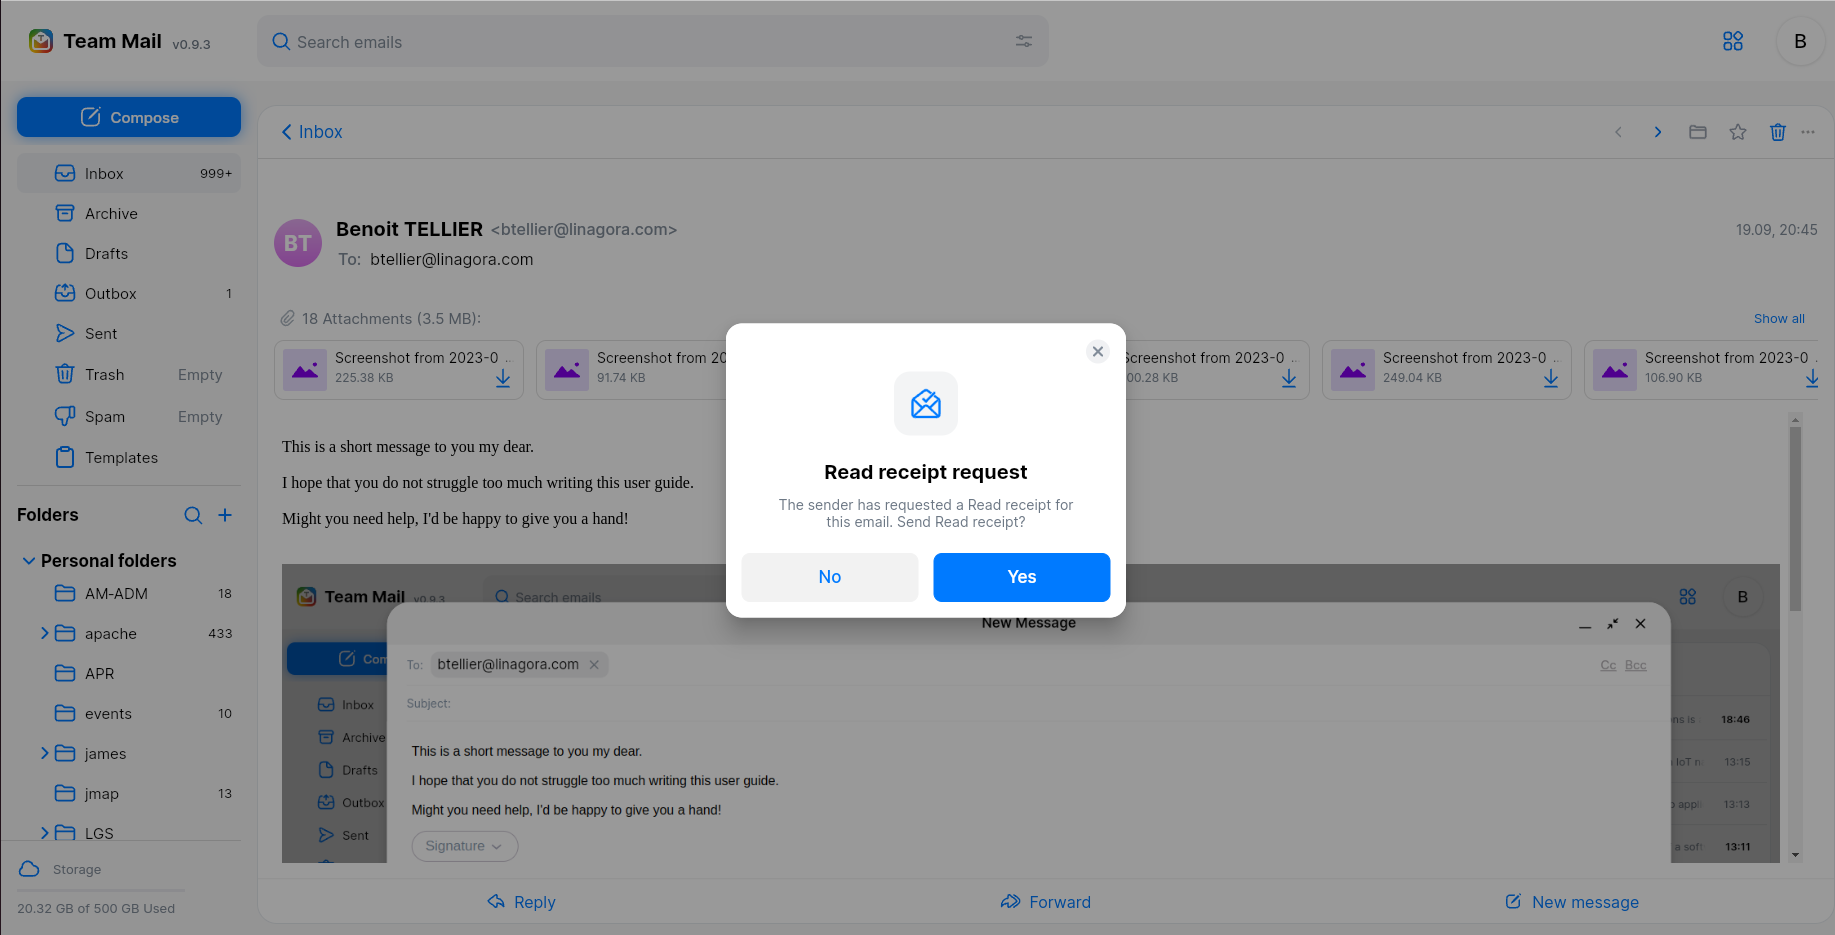 Team Mail v0.9.3
Search emails
B
Compose
Inbox 999+
Archive
Drafts
Outbox 1
Sent
Trash Empty
Spam Empty
Templates
Folders
Personal folders
AM-ADM 18
apache 433
APR
events 10
james
jmap 13
LGS
Storage
20.32 GB of 500 GB Used
Inbox
BT
Benoit TELLIER <btellier@linagora.com>
19.09, 20:45
To: btellier@linagora.com
18 Attachments (3.5 MB):
Show all
Screenshot from 2023-0 ...
225.38 KB
Screenshot from 20
91.74 KB
Screenshot from 2023-0 ...
00.28 KB
Screenshot from 2023-0 ...
249.04 KB
Screenshot from 2023-0 .
106.90 KB
This is a short message to you my dear.
I hope that you do not struggle too much writing this user guide.
Might you need help, I'd be happy to give you a hand!
Read receipt request
The sender has requested a Read receipt for
this email. Send Read receipt?
No
Yes
Team Mail v0.9.3
Search emails
B
Com
New Message
To: btellier@linagora.com
Cc Bcc
Subject:
Inbox
Archive
Drafts
Outbox
Sent
This is a short message to you my dear.
I hope that you do not struggle too much writing this user guide.
Might you need help, I'd be happy to give you a hand!
Signature
ns is 18:46
IoT 13:15
appli 13:13
a soft 13:11
Reply
Forward
New message